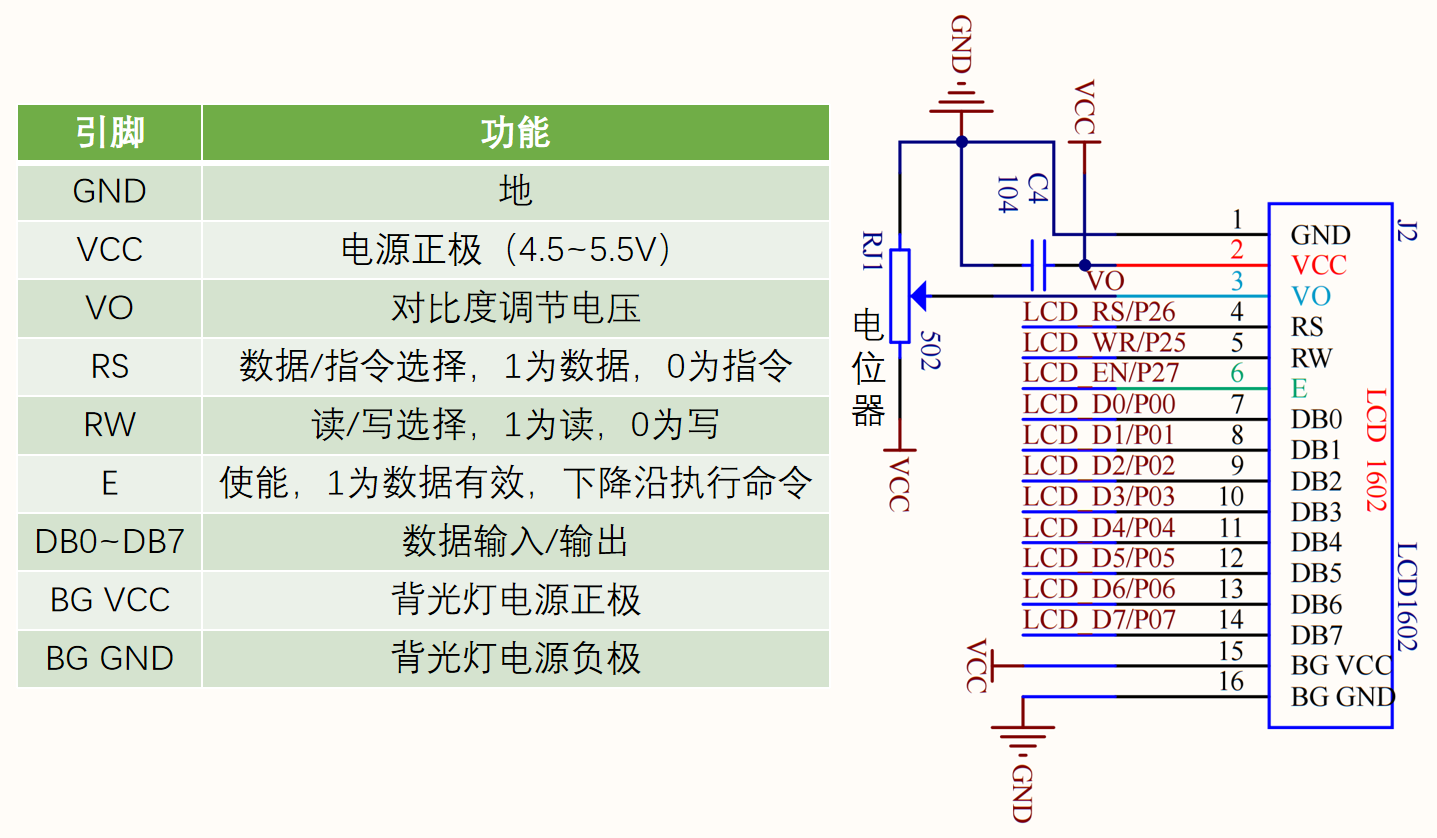 引脚 功能
GND 地
VCC 电源正极（4.5~5.5V）
VO 对比度调节电压
RS 数据/指令选择，1为数据，0为指令
RW 读/写选择，1为读，0为写
E 使能，1为数据有效，下降沿执行命令
DB0~DB7 数据输入/输出
BG VCC 背光灯电源正极
BG GND 背光灯电源负极
GND
VCC
C4
104
RJ1
502
电位器
VCC
J2
1 GND
2 VCC
VO 3 VO
LCD_RS/P26 4 RS
LCD_WR/P25 5 RW
LCD_EN/P27 6 E
LCD_D0/P00 7 DB0
LCD_D1/P01 8 DB1
LCD_D2/P02 9 DB2
LCD_D3/P03 10 DB3
LCD_D4/P04 11 DB4
LCD_D5/P05 12 DB5
LCD_D6/P06 13 DB6
LCD_D7/P07 14 DB7
VCC 15 BG VCC
16 BG GND
GND
LCD 1602
LCD1602